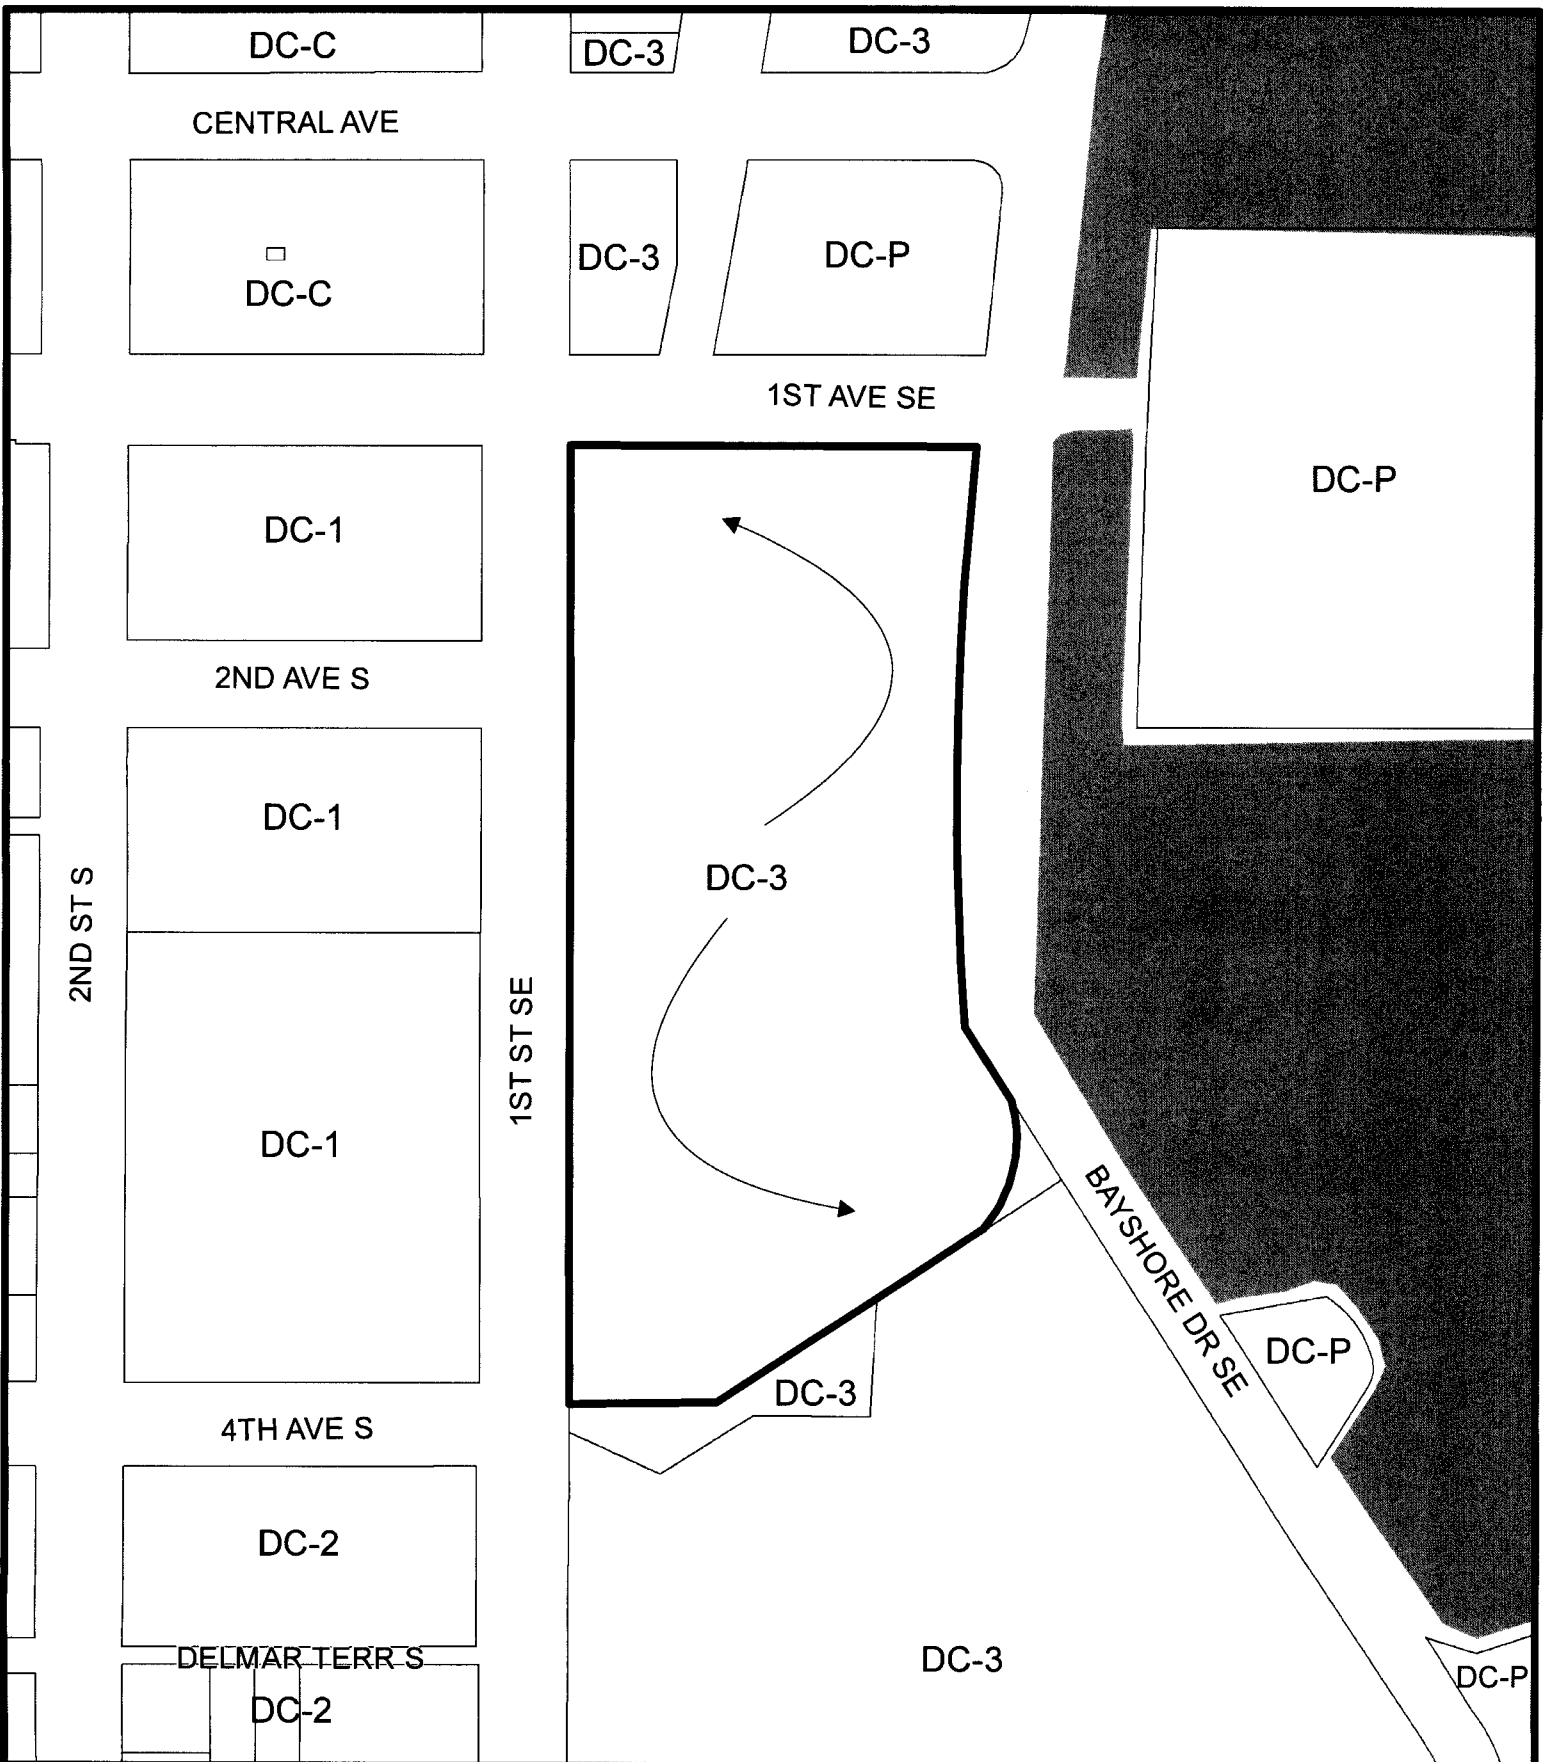 DC-C
DC-3
DC-3
CENTRAL AVE
DC-C
DC-3
DC-P
1ST AVE SE
DC-P
DC-1
2ND AVE S
DC-1
DC-3
2ND ST S
1ST ST SE
DC-1
BAYSHORE DR SE
DC-P
DC-3
4TH AVE S
DC-2
DELMAR TERR S
DC-3
DC-P
DC-2